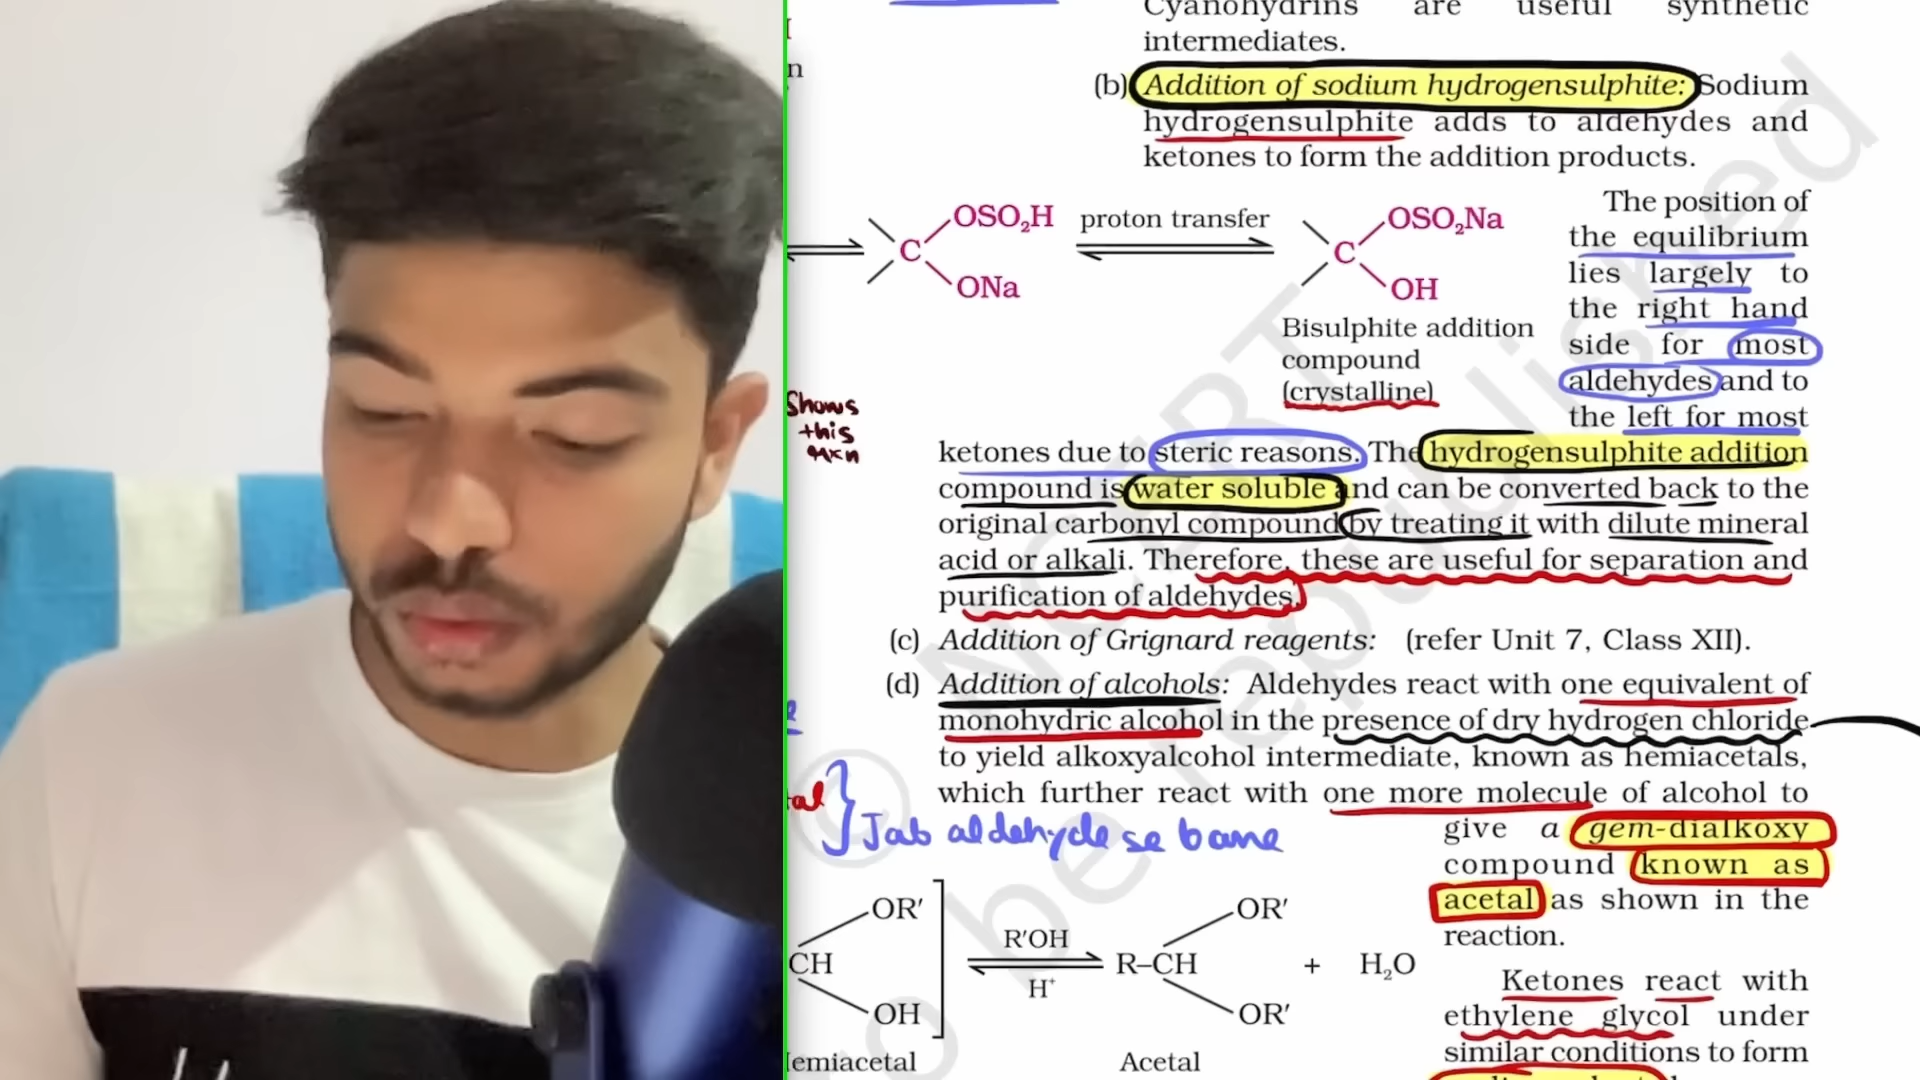 Cyanohydrins are useful synthetic
intermediates.
(b) Addition of sodium hydrogensulphite: Sodium
hydrogensulphite adds to aldehydes and
ketones to form the addition products.
OSO₂H
C
ONa
proton transfer
OSO₂Na
C
OH
Bisulphite addition
compound
(crystalline)
The position of
the equilibrium
lies largely to
the right hand
side for most
aldehydes and to
the left for most
ketones due to steric reasons. The hydrogensulphite addition
compound is water soluble and can be converted back to the
original carbonyl compound by treating it with dilute mineral
acid or alkali. Therefore, these are useful for separation and
purification of aldehydes.
Shows
this
rxn
(c) Addition of Grignard reagents: (refer Unit 7, Class XII).
(d) Addition of alcohols: Aldehydes react with one equivalent of
monohydric alcohol in the presence of dry hydrogen chloride
to yield alkoxyalcohol intermediate, known as hemiacetals,
which further react with one more molecule of alcohol to
give a gem-dialkoxy
compound known as
acetal as shown in the
reaction.
Jab aldehyde se bane
OR′
CH
OH
R′OH
H⁺
OR′
R–CH + H₂O
OR′
Hemiacetal
Acetal
Ketones react with
ethylene glycol under
similar conditions to form
© NCERT
to be republished